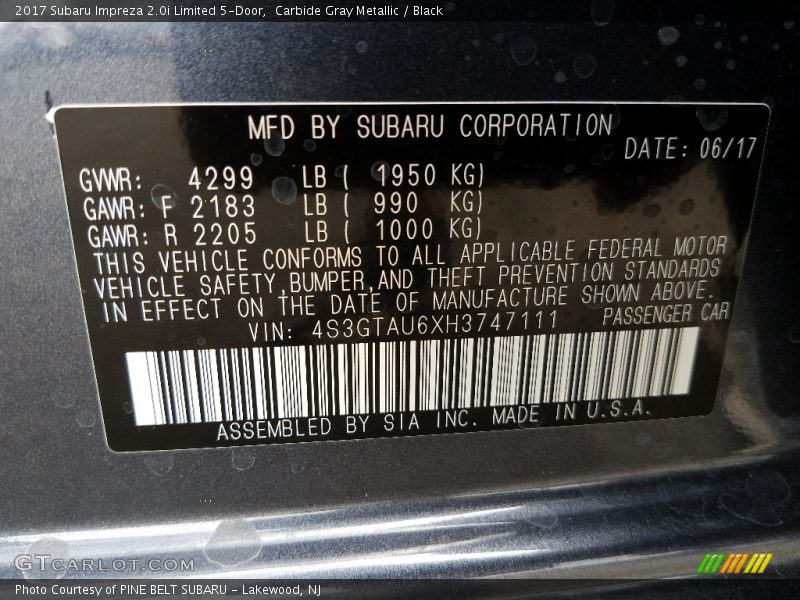 2017 Subaru Impreza 2.0i Limited 5-Door, Carbide Gray Metallic / Black
MFD BY SUBARU CORPORATION
DATE: 06/17
GVWR: 4299 LB ( 1950 KG)
GAWR: F 2183 LB ( 990 KG)
GAWR: R 2205 LB ( 1000 KG)
THIS VEHICLE CONFORMS TO ALL APPLICABLE FEDERAL MOTOR
VEHICLE SAFETY,BUMPER,AND THEFT PREVENTION STANDARDS
IN EFFECT ON THE DATE OF MANUFACTURE SHOWN ABOVE.
VIN: 4S3GTAU6XH3747111 PASSENGER CAR
ASSEMBLED BY SIA INC. MADE IN U.S.A.
GTCARLOT.COM
Photo Courtesy of PINE BELT SUBARU - Lakewood, NJ